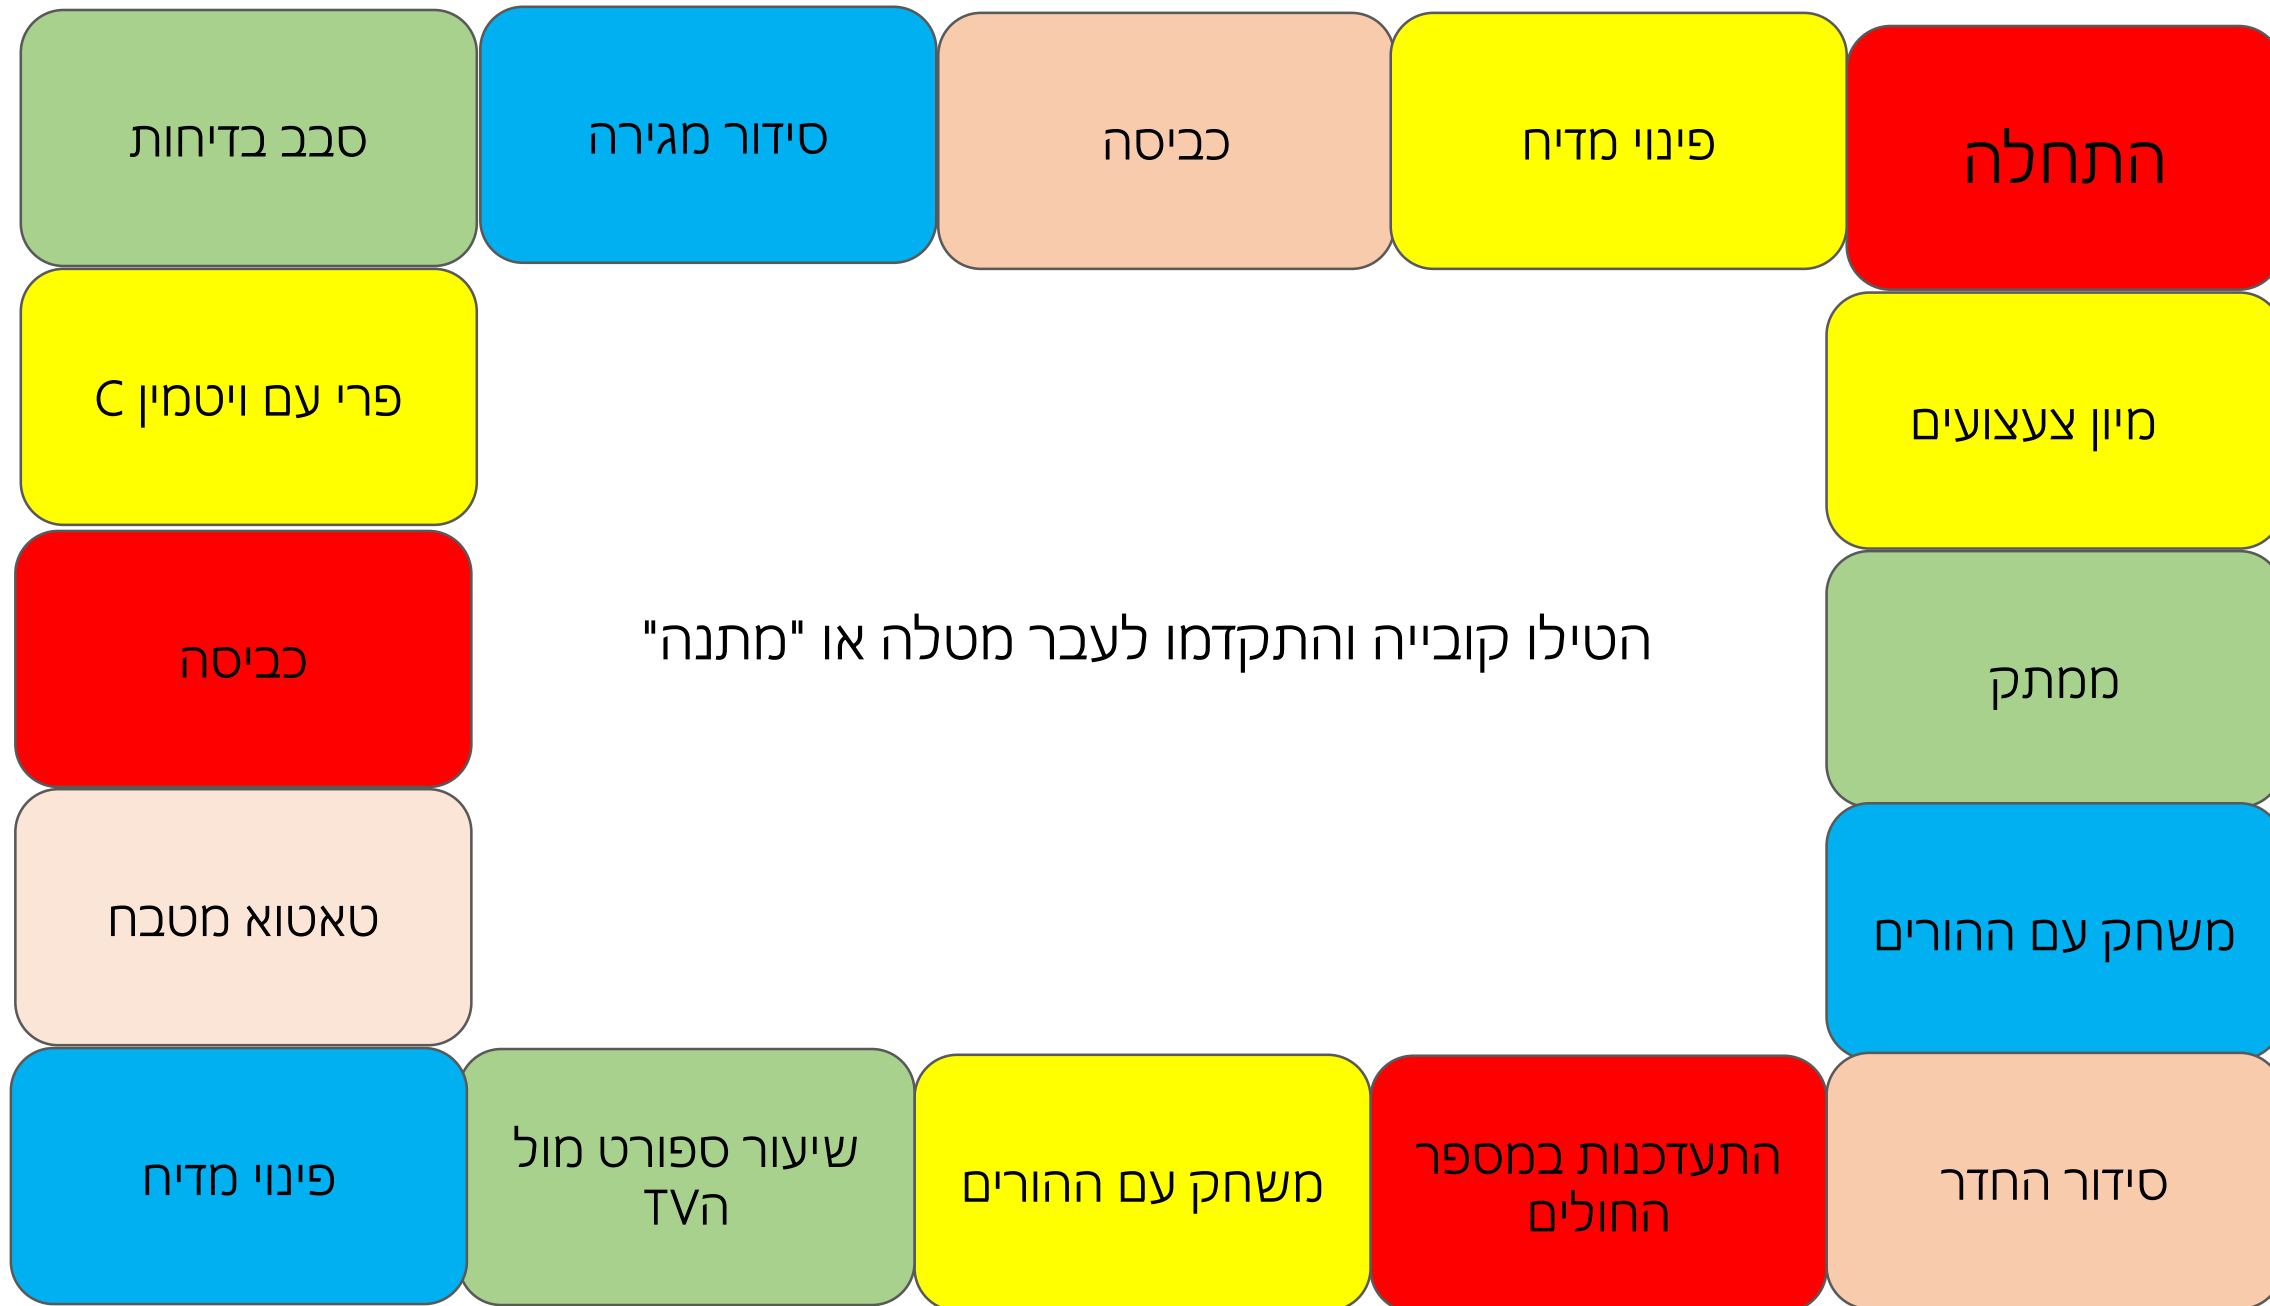 התחלה
פינוי מדיח
כביסה
סידור מגירה
סבב בדיחות
פרי עם ויטמין C
מיון צעצועים
הטילו קובייה והתקדמו לעבר מטלה או "מתנה"
כביסה
ממתק
טאטוא מטבח
משחק עם ההורים
סידור החדר
התעדכנות במספר
החולים
משחק עם ההורים
שיעור ספורט מול
הTV
פינוי מדיח